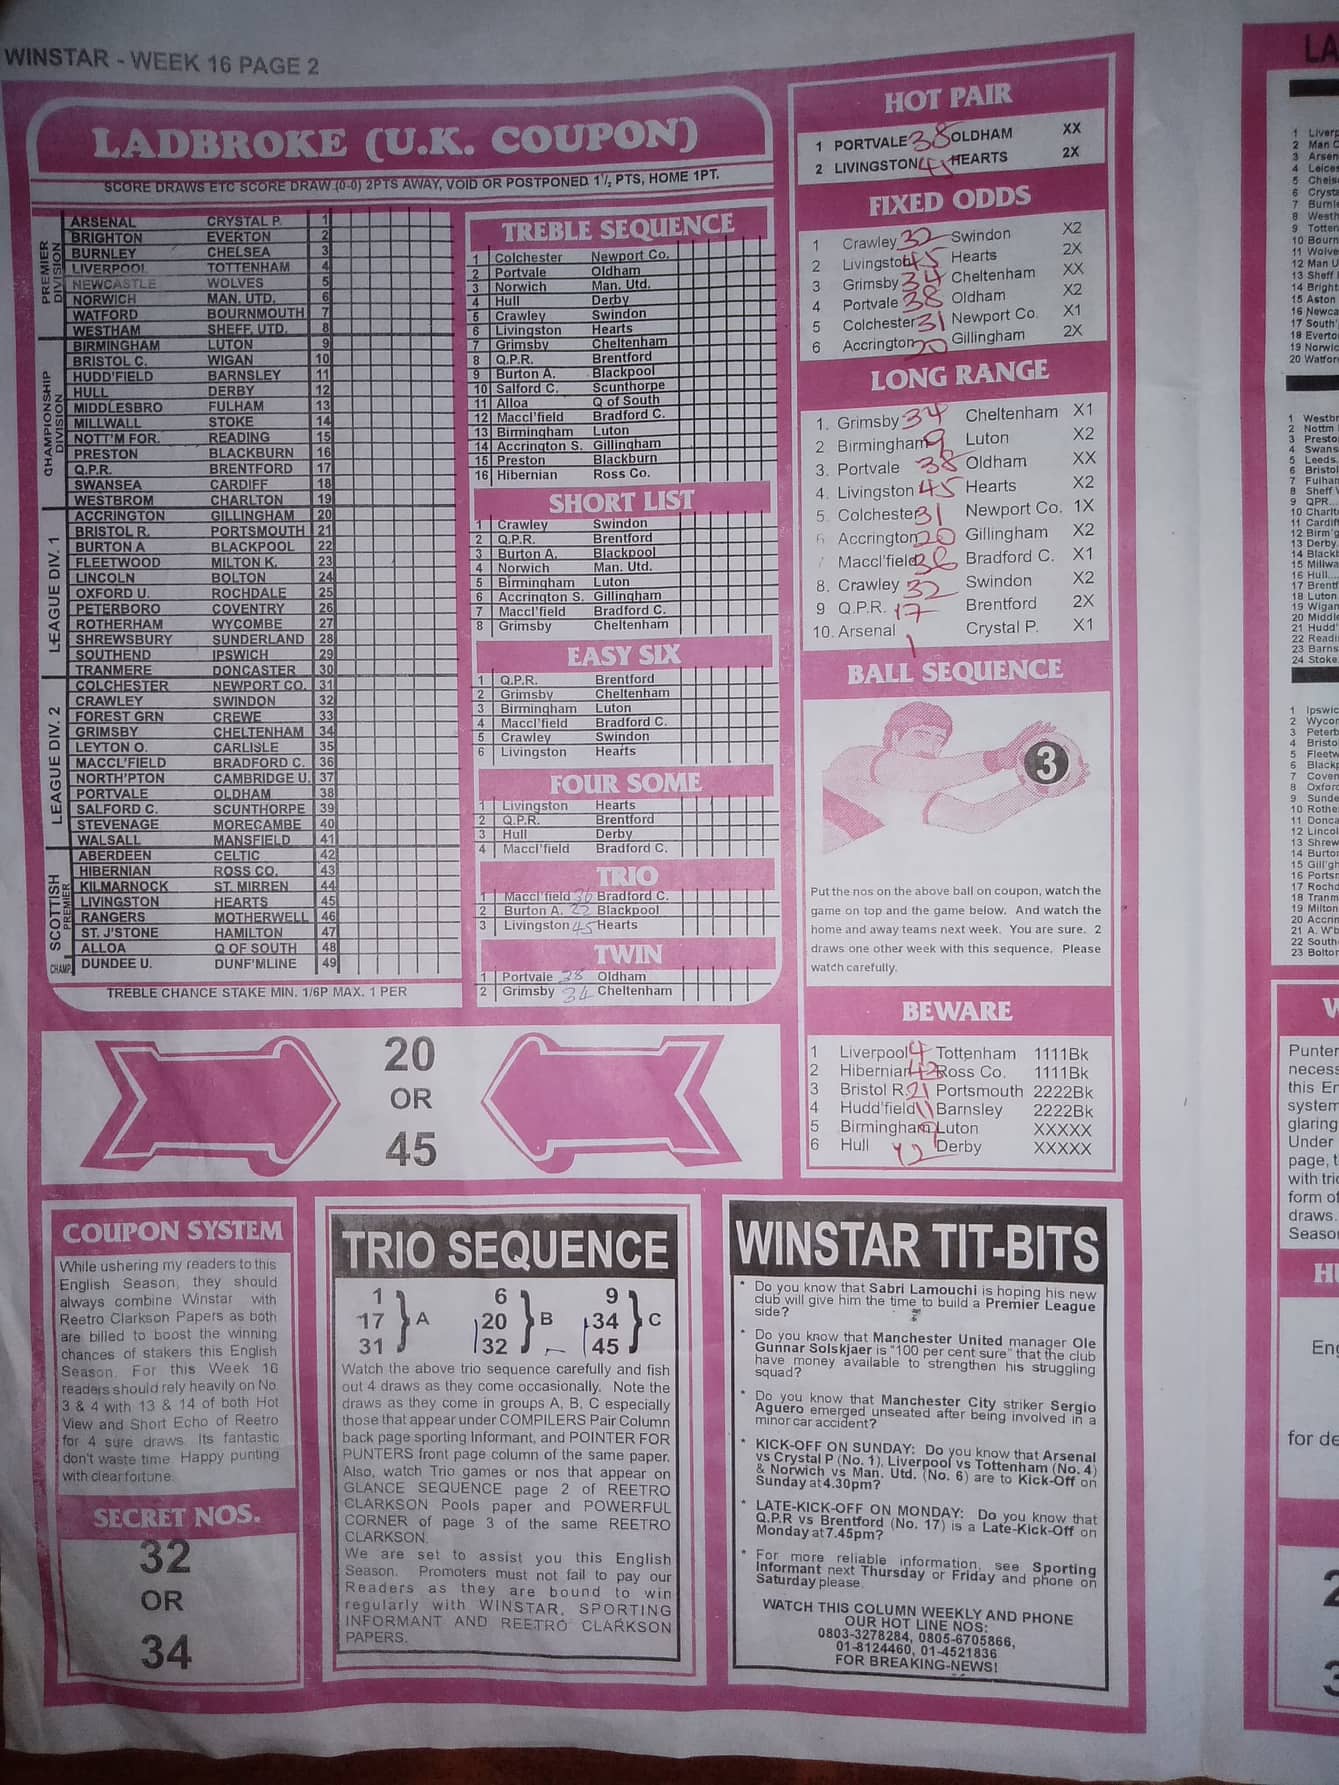 WINSTAR - WEEK 16 PAGE 2
LADBROKE (U.K. COUPON)
SCORE DRAWS ETC SCORE DRAW (0-0) 2PTS AWAY, VOID OR POSTPONED 1½ PTS, HOME 1PT.
PREMIER DIVISION
ARSENAL CRYSTAL P. 1
BRIGHTON EVERTON 2
BURNLEY CHELSEA 3
LIVERPOOL TOTTENHAM 4
NEWCASTLE WOLVES 5
NORWICH MAN. UTD. 6
WATFORD BOURNMOUTH 7
WESTHAM SHEFF. UTD. 8
CHAMPIONSHIP DIVISION
BIRMINGHAM LUTON 9
BRISTOL C. WIGAN 10
HUDD'FIELD BARNSLEY 11
HULL DERBY 12
MIDDLESBRO FULHAM 13
MILLWALL STOKE 14
NOTT'M FOR. READING 15
PRESTON BLACKBURN 16
Q.P.R. BRENTFORD 17
SWANSEA CARDIFF 18
WESTBROM CHARLTON 19
LEAGUE DIV. 1
ACCRINGTON GILLINGHAM 20
BRISTOL R. PORTSMOUTH 21
BURTON A BLACKPOOL 22
FLEETWOOD MILTON K. 23
LINCOLN BOLTON 24
OXFORD U. ROCHDALE 25
PETERBORO COVENTRY 26
ROTHERHAM WYCOMBE 27
SHREWSBURY SUNDERLAND 28
SOUTHEND IPSWICH 29
TRANMERE DONCASTER 30
LEAGUE DIV. 2
COLCHESTER NEWPORT CO. 31
CRAWLEY SWINDON 32
FOREST GRN CREWE 33
GRIMSBY CHELTENHAM 34
LEYTON O. CARLISLE 35
MACCL'FIELD BRADFORD C. 36
NORTH'PTON CAMBRIDGE U. 37
PORTVALE OLDHAM 38
SALFORD C. SCUNTHORPE 39
STEVENAGE MORECAMBE 40
WALSALL MANSFIELD 41
SCOTTISH PREMIER
ABERDEEN CELTIC 42
HIBERNIAN ROSS CO. 43
KILMARNOCK ST. MIRREN 44
LIVINGSTON HEARTS 45
RANGERS MOTHERWELL 46
ST. J'STONE HAMILTON 47
CHAMP.
ALLOA Q OF SOUTH 48
DUNDEE U. DUNF'MLINE 49
TREBLE CHANCE STAKE MIN. 1/6P MAX. 1 PER
TREBLE SEQUENCE
1 Colchester Newport Co.
2 Portvale Oldham
3 Norwich Man. Utd.
4 Hull Derby
5 Crawley Swindon
6 Livingston Hearts
7 Grimsby Cheltenham
8 Q.P.R. Brentford
9 Burton A. Blackpool
10 Salford C. Scunthorpe
11 Alloa Q of South
12 Maccl'field Bradford C.
13 Birmingham Luton
14 Accrington S. Gillingham
15 Preston Blackburn
16 Hibernian Ross Co.
SHORT LIST
1 Crawley Swindon
2 Q.P.R. Brentford
3 Burton A. Blackpool
4 Norwich Man. Utd.
5 Birmingham Luton
6 Accrington S. Gillingham
7 Maccl'field Bradford C.
8 Grimsby Cheltenham
EASY SIX
1 Q.P.R. Brentford
2 Grimsby Cheltenham
3 Birmingham Luton
4 Maccl'field Bradford C.
5 Crawley Swindon
6 Livingston Hearts
FOUR SOME
1 Livingston Hearts
2 Q.P.R. Brentford
3 Hull Derby
4 Maccl'field Bradford C.
TRIO
1 Maccl'field 36 Bradford C.
2 Burton A. 22 Blackpool
3 Livingston 45 Hearts
TWIN
1 Portvale 38 Oldham
2 Grimsby 34 Cheltenham
HOT PAIR
1 PORTVALE 38 OLDHAM XX
2 LIVINGSTON 45 HEARTS 2X
FIXED ODDS
1 Crawley 32 Swindon X2
2 Livingston 45 Hearts 2X
3 Grimsby 34 Cheltenham XX
4 Portvale 38 Oldham X2
5 Colchester 31 Newport Co. X1
6 Accrington 20 Gillingham 2X
LONG RANGE
1. Grimsby 34 Cheltenham X1
2. Birmingham 9 Luton X2
3. Portvale 38 Oldham XX
4. Livingston 45 Hearts X2
5. Colchester 31 Newport Co. 1X
6 Accrington 20 Gillingham X2
7 Maccl'field 36 Bradford C. X1
8. Crawley 32 Swindon X2
9 Q.P.R. 17 Brentford 2X
10. Arsenal 1 Crystal P. X1
BALL SEQUENCE
3
Put the nos on the above ball on coupon, watch the
game on top and the game below. And watch the
home and away teams next week. You are sure. 2
draws one other week with this sequence. Please
watch carefully.
BEWARE
1 Liverpool 4 Tottenham 1111Bk
2 Hibernian 42 Ross Co. 1111Bk
3 Bristol R. 21 Portsmouth 2222Bk
4 Hudd'field 11 Barnsley 2222Bk
5 Birmingham 9 Luton XXXXX
6 Hull 12 Derby XXXXX
20
OR
45
COUPON SYSTEM
While ushering my readers to this
English Season, they should
always combine Winstar with
Reetro Clarkson Papers as both
are billed to boost the winning
chances of stakers this English
Season. For this Week 16
readers should rely heavily on No.
3 & 4 with 13 & 14 of both Hot
View and Short Echo of Reetro
for 4 sure draws. Its fantastic
don't waste time. Happy punting
with clear fortune.
SECRET NOS.
32
OR
34
TRIO SEQUENCE
1 6 9
17 A 20 B 34 C
31 32 45
Watch the above trio sequence carefully and fish
out 4 draws as they come occasionally. Note the
draws as they come in groups A, B, C especially
those that appear under COMPILERS Pair Column
back page sporting Informant, and POINTER FOR
PUNTERS front page column of the same paper.
Also, watch Trio games or nos that appear on
GLANCE SEQUENCE page 2 of REETRO
CLARKSON Pools paper and POWERFUL
CORNER of page 3 of the same REETRO
CLARKSON.
We are set to assist you this English
Season. Promoters must not fail to pay our
Readers as they are bound to win
regularly with WINSTAR, SPORTING
INFORMANT AND REETRO CLARKSON
PAPERS.
WINSTAR TIT-BITS
* Do you know that Sabri Lamouchi is hoping his new
club will give him the time to build a Premier League
side?
* Do you know that Manchester United manager Ole
Gunnar Solskjaer is "100 per cent sure" that the club
have money available to strengthen his struggling
squad?
* Do you know that Manchester City striker Sergio
Aguero emerged unseated after being involved in a
minor car accident?
* KICK-OFF ON SUNDAY: Do you know that Arsenal
vs Crystal P (No. 1), Liverpool vs Tottenham (No. 4)
& Norwich vs Man. Utd. (No. 6) are to Kick-Off on
Sunday at 4.30pm?
* LATE-KICK-OFF ON MONDAY: Do you know that
Q.P.R vs Brentford (No. 17) is a Late-Kick-Off on
Monday at 7.45pm?
* For more reliable information, see Sporting
Informant next Thursday or Friday and phone on
Saturday please.
WATCH THIS COLUMN WEEKLY AND PHONE
OUR HOT LINE NOS:
0803-3278284, 0805-6705866,
01-8124460, 01-4521836
FOR BREAKING-NEWS!